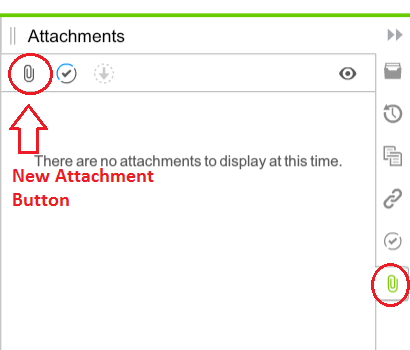 Attachments
There are no attachments to display at this time.
New Attachment
Button